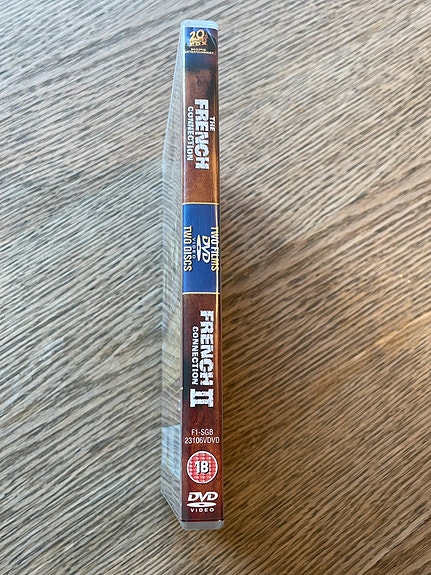 20th
FOX
THE
FRENCH
CONNECTION
TWO FILMS
DVD
VIDEO
TWO DISCS
FRENCH
CONNECTION
II
F1-SGB
23106VDVD
18
DVD
VIDEO